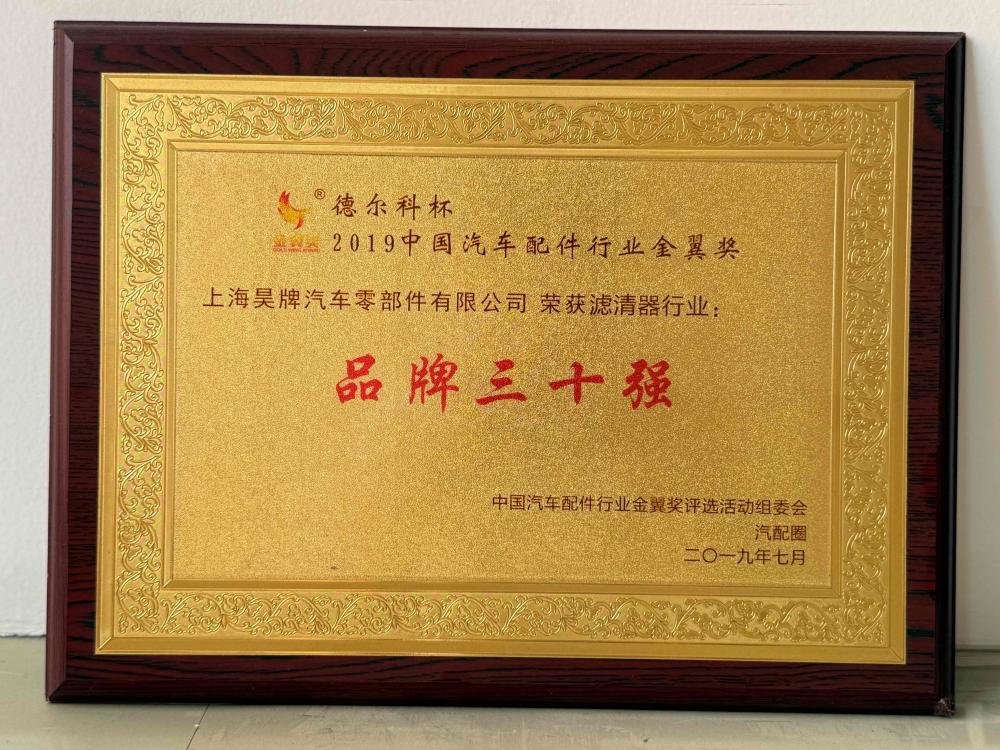 ®
德尔科杯
金翼奖
2019中国汽车配件行业金翼奖
上海昊牌汽车零部件有限公司 荣获滤清器行业：
品牌三十强
中国汽车配件行业金翼奖评选活动组委会
汽配圈
二〇一九年七月